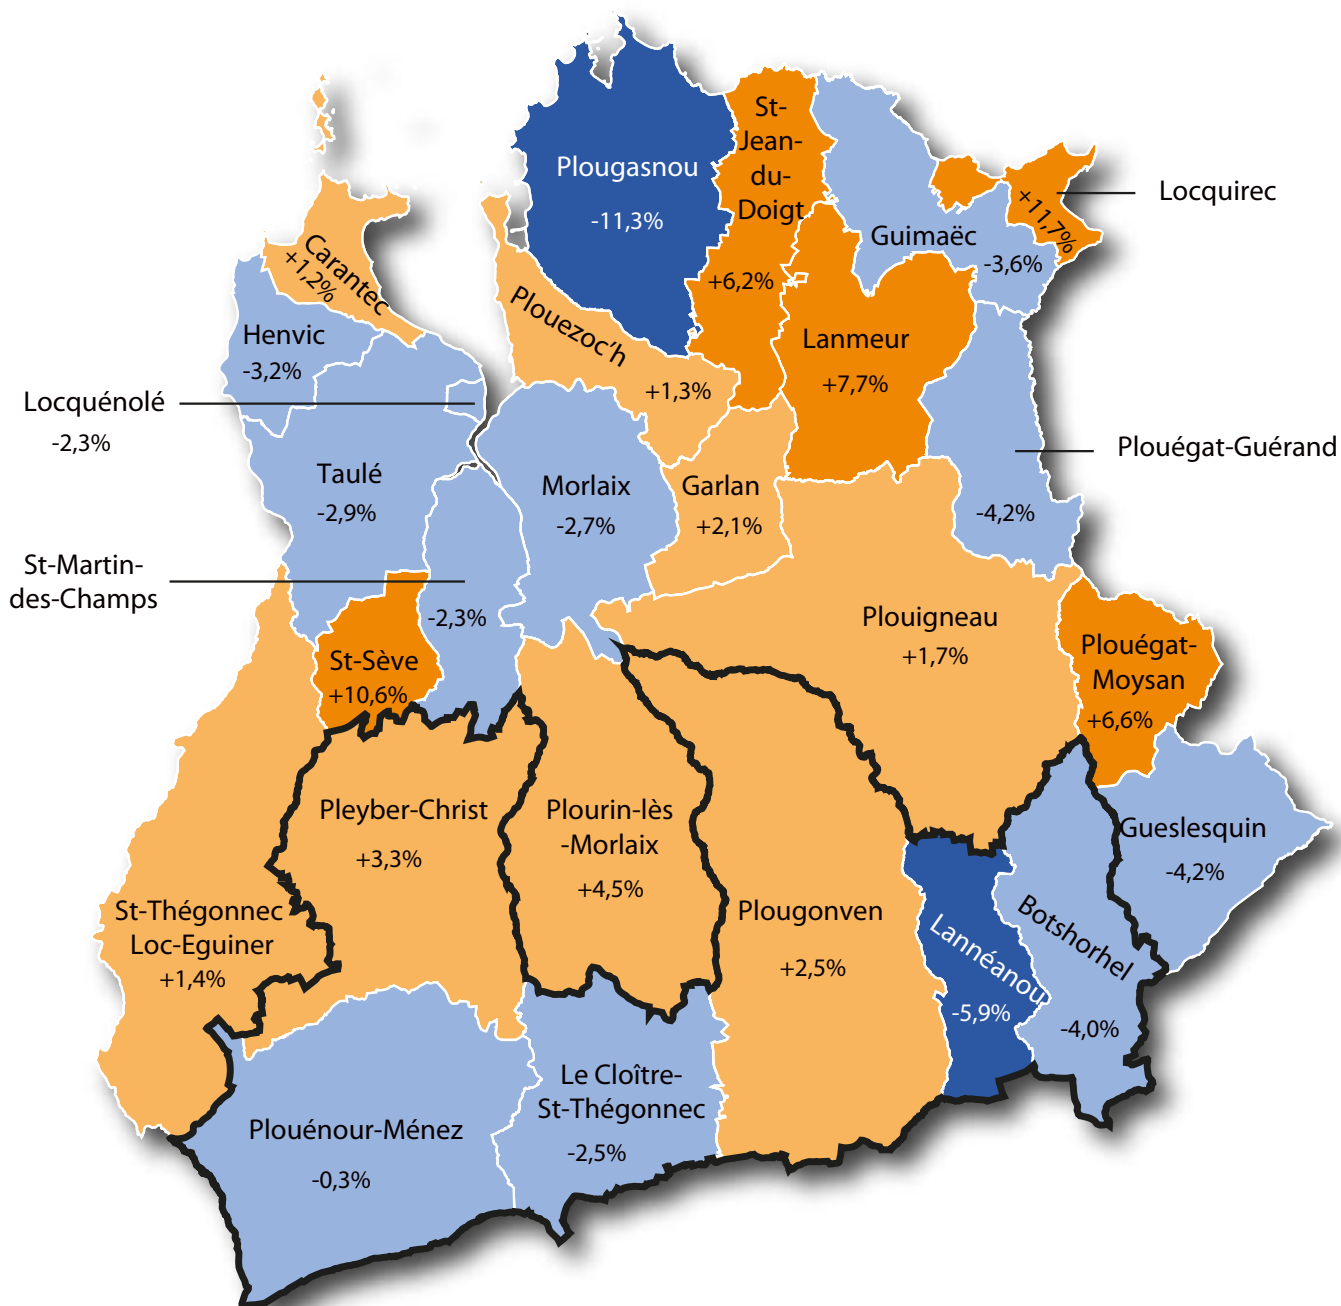 Plougasnou
-11,3%
St-
Jean-
du-
Doigt
+6,2%
Guimaëc
-3,6%
+11,7%
Locquirec
Carantec
+1,2%
Henvic
-3,2%
Plouezoc’h
+1,3%
Lanmeur
+7,7%
Locquénolé
-2,3%
Taulé
-2,9%
Morlaix
-2,7%
Garlan
+2,1%
Plouégat-Guérand
-4,2%
St-Martin-
des-Champs
-2,3%
St-Sève
+10,6%
Plouigneau
+1,7%
Plouégat-
Moysan
+6,6%
Pleyber-Christ
+3,3%
Plourin-lès
-Morlaix
+4,5%
Gueslesquin
-4,2%
St-Thégonnec
Loc-Eguiner
+1,4%
Plougonven
+2,5%
Lannéanou
-5,9%
Botshorhel
-4,0%
Plouénour-Ménez
-0,3%
Le Cloître-
St-Thégonnec
-2,5%